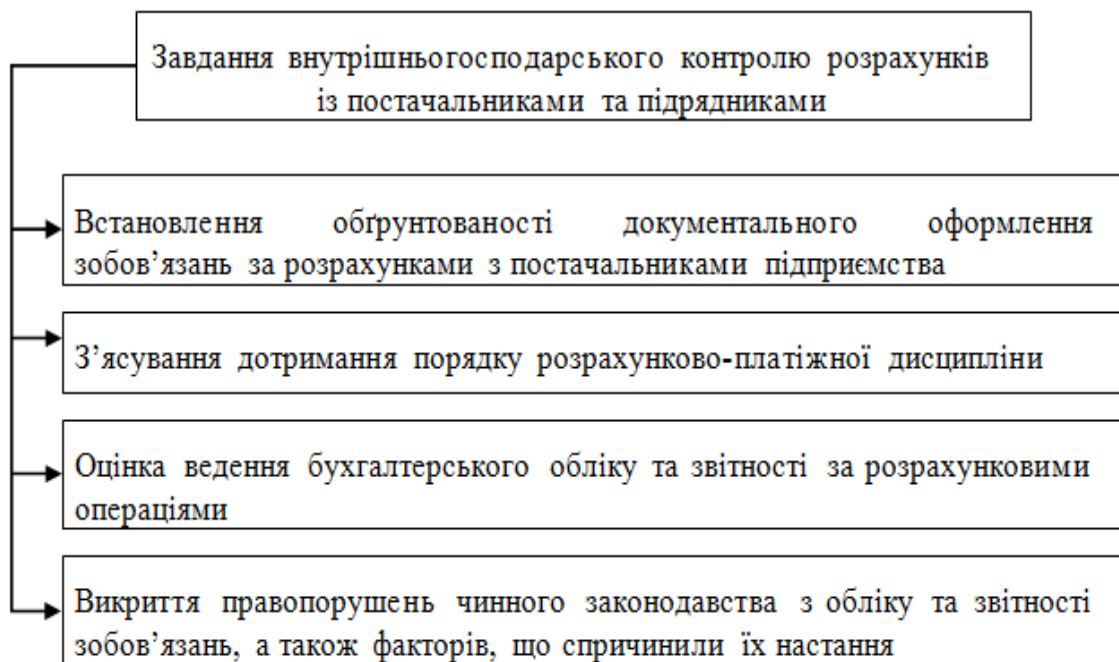 Завдання внутрішньогосподарського контролю розрахунків
із постачальниками та підрядниками
Встановлення обґрунтованості документального оформлення
зобов’язань за розрахунками з постачальниками підприємства
З’ясування дотримання порядку розрахунково-платіжної дисципліни
Оцінка ведення бухгалтерського обліку та звітності за розрахунковими
операціями
Викриття правопорушень чинного законодавства з обліку та звітності
зобов’язань, а також факторів, що спричинили їх настання